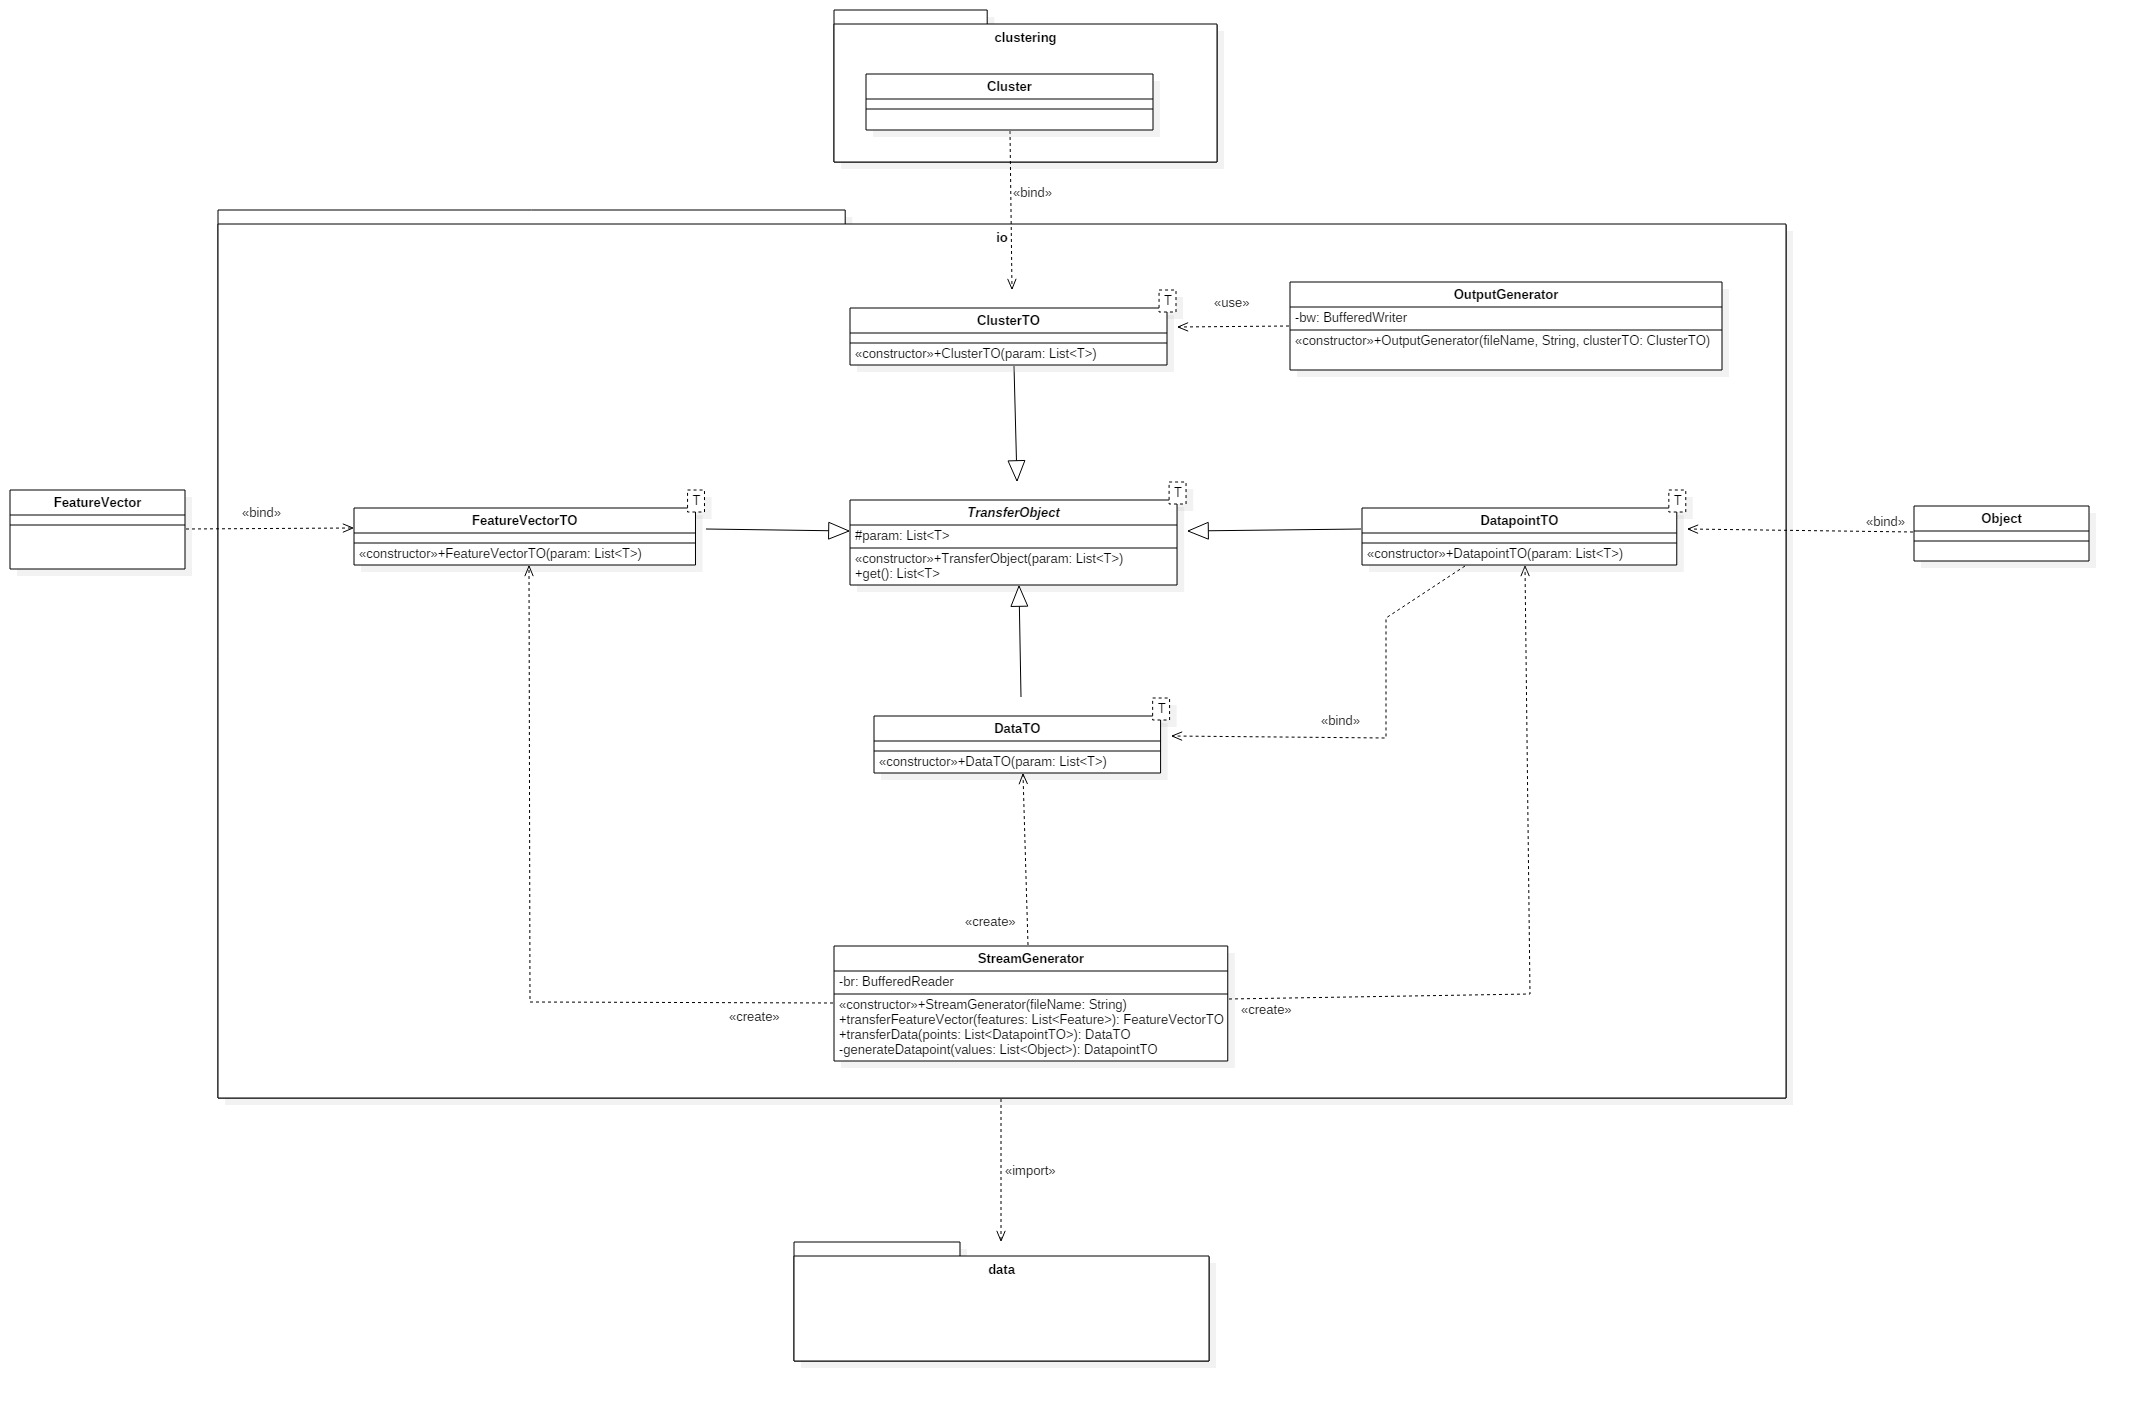 clustering
Cluster
«bind»
io
T
ClusterTO
«constructor»+ClusterTO(param: List<T>)
«use»
OutputGenerator
-bw: BufferedWriter
«constructor»+OutputGenerator(fileName, String, clusterTO: ClusterTO)
FeatureVector
«bind»
T
FeatureVectorTO
«constructor»+FeatureVectorTO(param: List<T>)
T
TransferObject
#param: List<T>
«constructor»+TransferObject(param: List<T>)
+get(): List<T>
T
DatapointTO
«constructor»+DatapointTO(param: List<T>)
«bind»
Object
«bind»
T
DataTO
«constructor»+DataTO(param: List<T>)
«create»
StreamGenerator
-br: BufferedReader
«constructor»+StreamGenerator(fileName: String)
+transferFeatureVector(features: List<Feature>): FeatureVectorTO
+transferData(points: List<DatapointTO>): DataTO
-generateDatapoint(values: List<Object>): DatapointTO
«create»
«create»
«import»
data